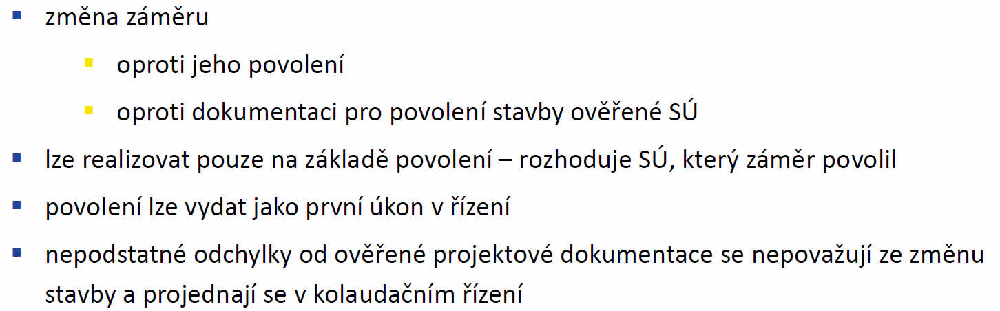 změna záměru
oproti jeho povolení
oproti dokumentaci pro povolení stavby ověřené SÚ
lze realizovat pouze na základě povolení – rozhoduje SÚ, který záměr povolil
povolení lze vydat jako první úkon v řízení
nepodstatné odchylky od ověřené projektové dokumentace se nepovažují ze změnu
stavby a projednají se v kolaudačním řízení